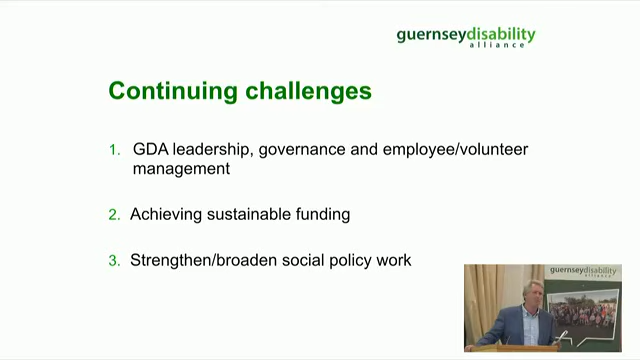 guernseydisability
alliance
Continuing challenges
1. GDA leadership, governance and employee/volunteer
management
2. Achieving sustainable funding
3. Strengthen/broaden social policy work
guernseydisability
alliance